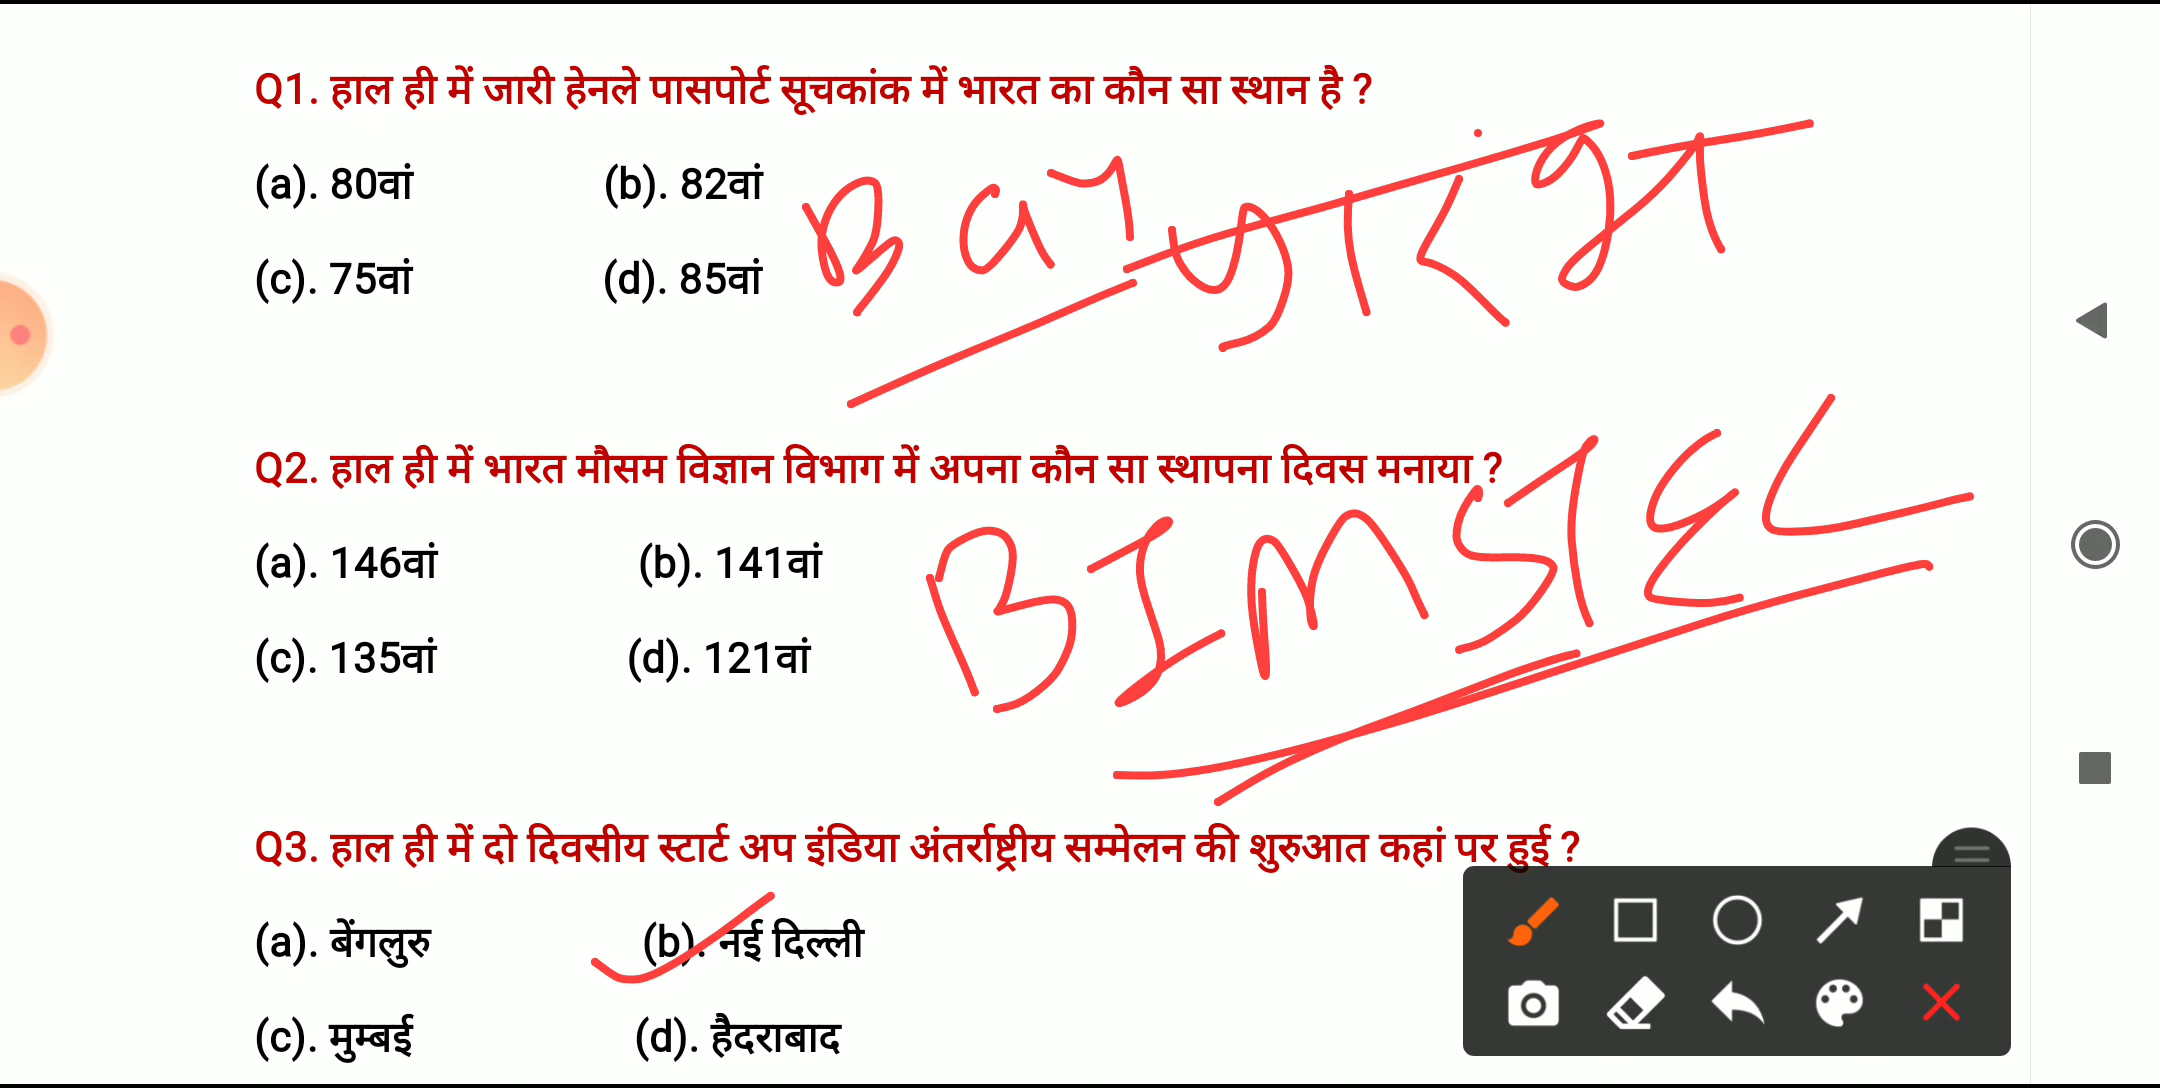 Q1. हाल ही में जारी हेनले पासपोर्ट सूचकांक में भारत का कौन सा स्थान है ?
(a). 80वां (b). 82वां
(c). 75वां (d). 85वां
Bay प्रारंभ
Q2. हाल ही में भारत मौसम विज्ञान विभाग में अपना कौन सा स्थापना दिवस मनाया ?
(a). 146वां (b). 141वां
(c). 135वां (d). 121वां
BIMSTEC
Q3. हाल ही में दो दिवसीय स्टार्ट अप इंडिया अंतर्राष्ट्रीय सम्मेलन की शुरुआत कहां पर हुई ?
(a). बेंगलुरु (b). नई दिल्ली
(c). मुम्बई (d). हैदराबाद